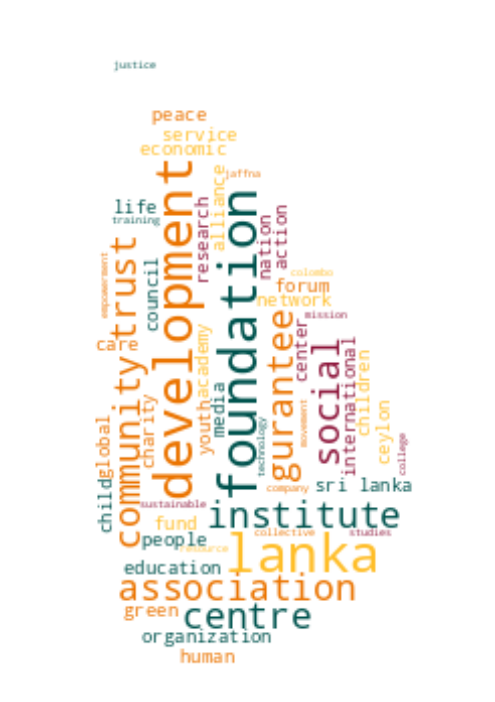 justice
peace
service
economic
jaffna
development
foundation
alliance
life
training
research
nation
action
trust
council
empowerment
colombo
forum
network
mission
care
community
academy
youth
media
gurantee
center
social
international
children
ceylon
charity
global
child
technology
movement
college
company
sri lanka
sustainable
institute
fund
people
collective
studies
resource
lanka
education
association
green
centre
organization
human